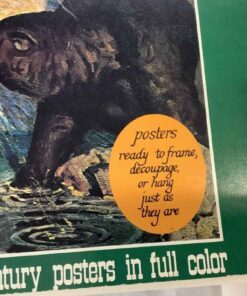 posters
ready to frame,
decoupage,
or hang
just as
they are
tury posters in full color